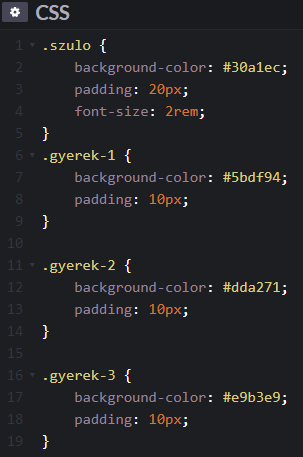 CSS
1 .szulo {
2 background-color: #30a1ec;
3 padding: 20px;
4 font-size: 2rem;
5 }
6 .gyerek-1 {
7 background-color: #5bdf94;
8 padding: 10px;
9 }
10
11 .gyerek-2 {
12 background-color: #dda271;
13 padding: 10px;
14 }
15
16 .gyerek-3 {
17 background-color: #e9b3e9;
18 padding: 10px;
19 }